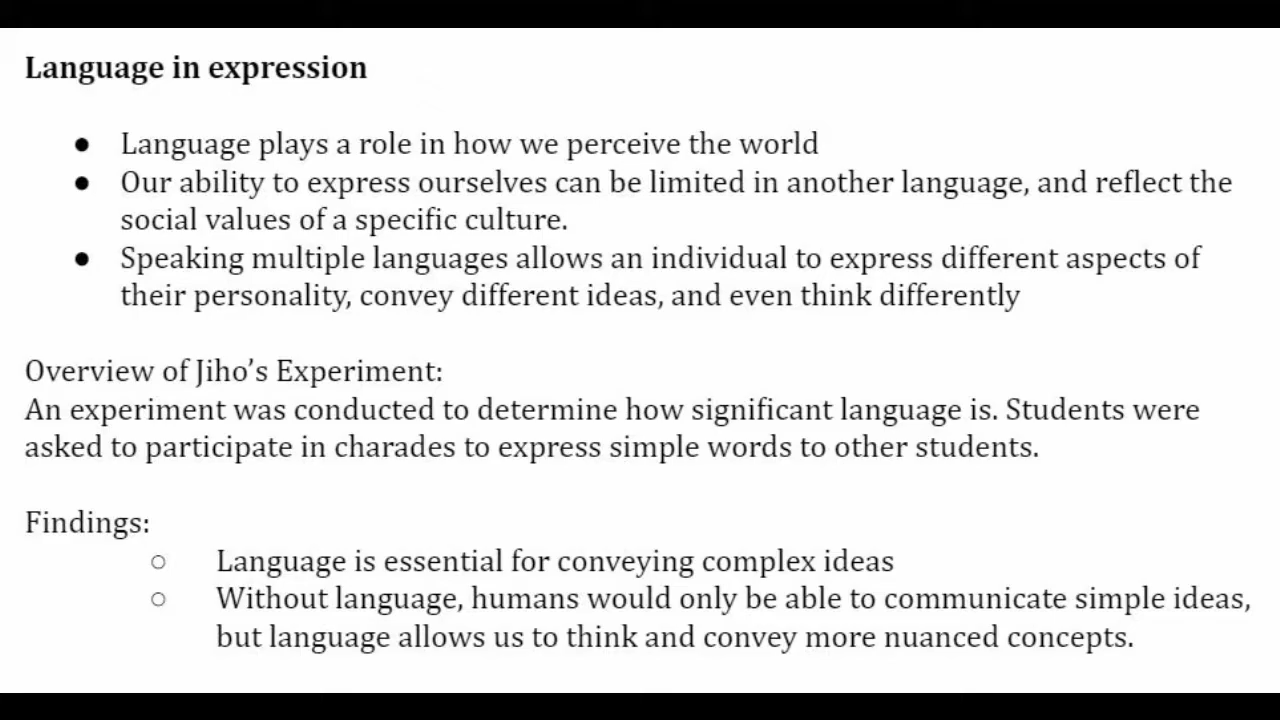 Language in expression
● Language plays a role in how we perceive the world
● Our ability to express ourselves can be limited in another language, and reflect the
social values of a specific culture.
● Speaking multiple languages allows an individual to express different aspects of
their personality, convey different ideas, and even think differently
Overview of Jiho’s Experiment:
An experiment was conducted to determine how significant language is. Students were
asked to participate in charades to express simple words to other students.
Findings:
○ Language is essential for conveying complex ideas
○ Without language, humans would only be able to communicate simple ideas,
but language allows us to think and convey more nuanced concepts.